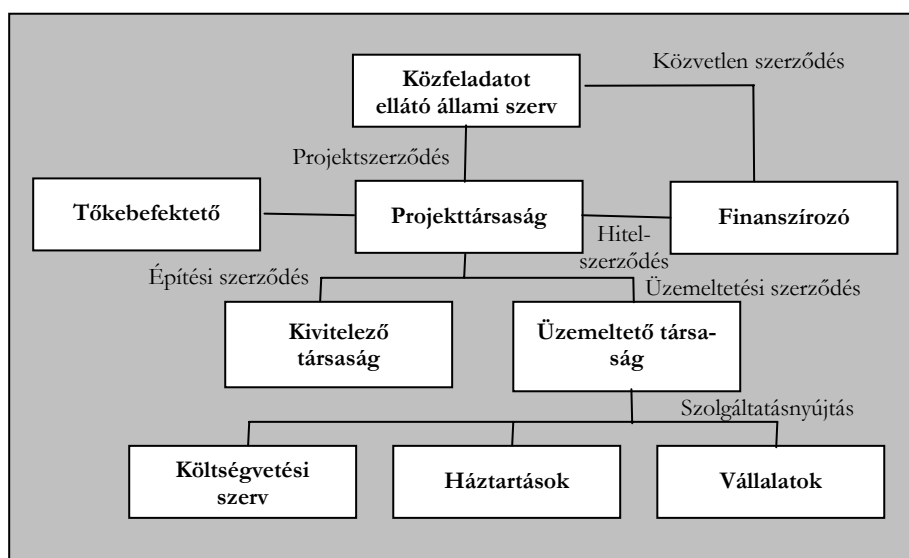 Közfeladatot
ellátó állami szerv
Közvetlen szerződés
Projektszerződés
Tőkebefektető
Projekttársaság
Finanszírozó
Hitel-
szerződés
Építési szerződés
Üzemeltetési szerződés
Kivitelező
társaság
Üzemeltető társa-
ság
Szolgáltatásnyújtás
Költségvetési
szerv
Háztartások
Vállalatok